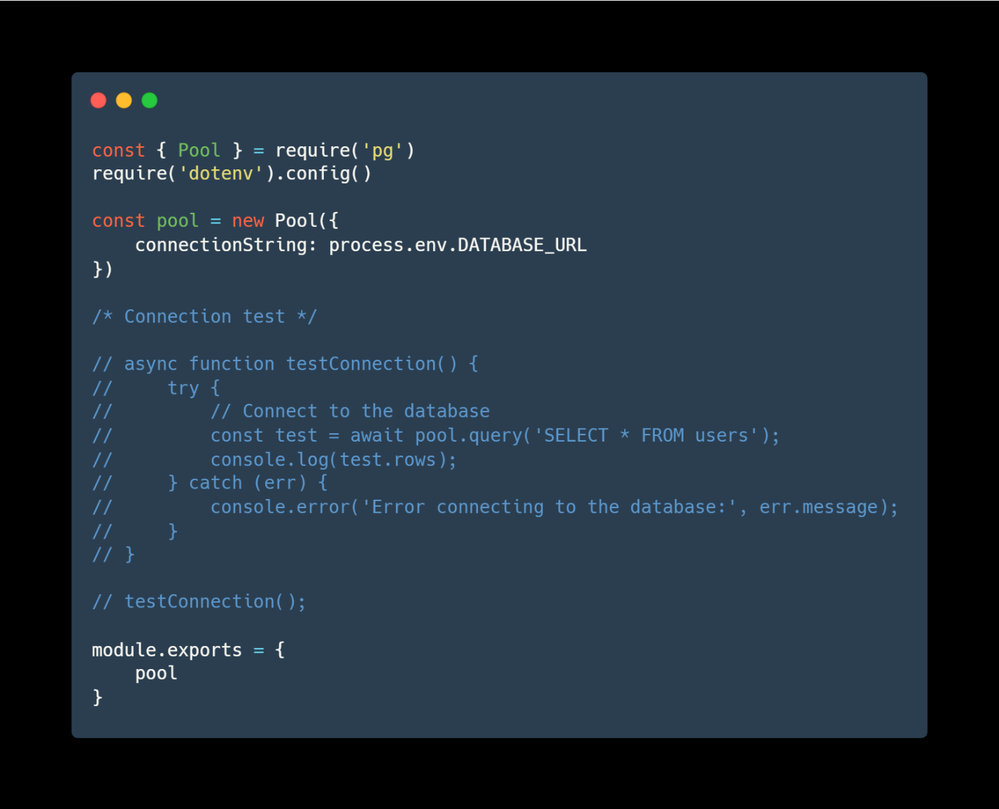 const { Pool } = require('pg')
require('dotenv').config()

const pool = new Pool({
    connectionString: process.env.DATABASE_URL
})

/* Connection test */

// async function testConnection() {
//     try {
//         // Connect to the database
//         const test = await pool.query('SELECT * FROM users');
//         console.log(test.rows);
//     } catch (err) {
//         console.error('Error connecting to the database:', err.message);
//     }
// }

// testConnection();

module.exports = {
    pool
}